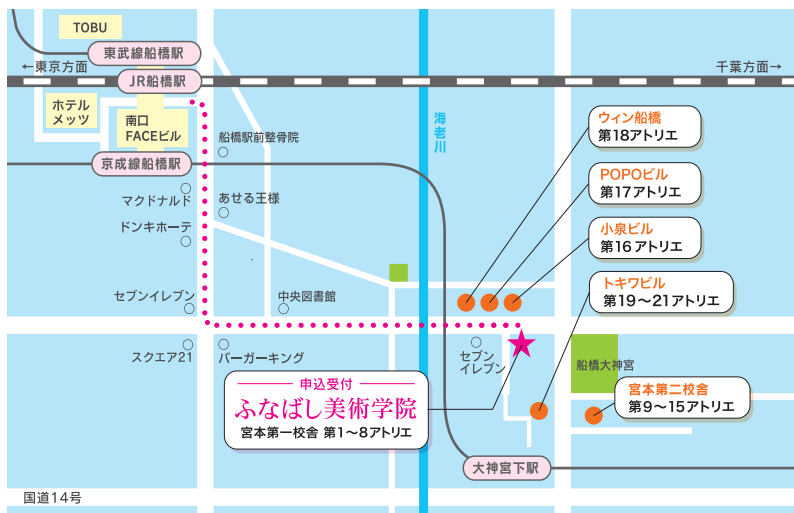 TOBU
東武線船橋駅
←東京方面
JR船橋駅
千葉方面→
ホテル
メッツ
南口
FACEビル
海老川
船橋駅前整骨院
京成線船橋駅
ウィン船橋
第18アトリエ
POPOビル
第17アトリエ
マクドナルド
あせる王様
ドンキホーテ
小泉ビル
第16アトリエ
トキワビル
第19〜21アトリエ
セブンイレブン
中央図書館
スクエア21
バーガーキング
セブン
イレブン
船橋大神宮
申込受付
ふなばし美術学院
宮本第一校舎 第1〜8アトリエ
宮本第二校舎
第9〜15アトリエ
大神宮下駅
国道14号